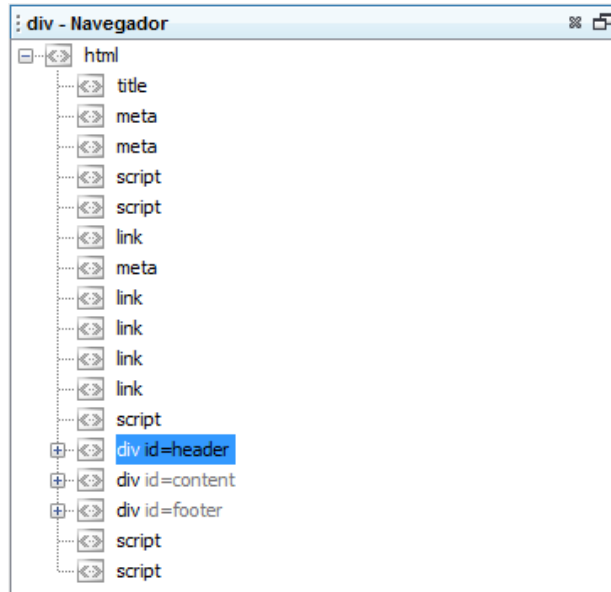 div - Navegador
html
title
meta
meta
script
script
link
meta
link
link
link
link
script
div id=header
div id=content
div id=footer
script
script